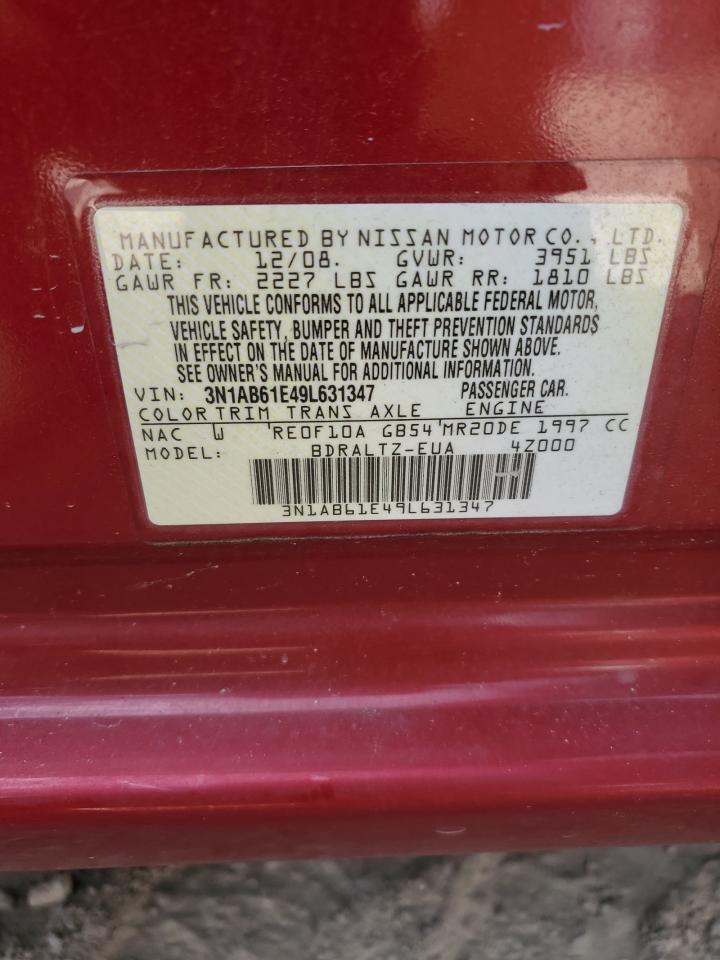 MANUFACTURED BY NISSAN MOTOR CO., LTD.
DATE: 12/08. GVWR: 3951 LBS
GAWR FR: 2227 LBS GAWR RR: 1810 LBS
THIS VEHICLE CONFORMS TO ALL APPLICABLE FEDERAL MOTOR,
VEHICLE SAFETY, BUMPER AND THEFT PREVENTION STANDARDS
IN EFFECT ON THE DATE OF MANUFACTURE SHOWN ABOVE.
SEE OWNER'S MANUAL FOR ADDITIONAL INFORMATION.
VIN: 3N1AB61E49L631347 PASSENGER CAR.
COLOR TRIM TRANS AXLE ENGINE
NAC W RE0F10A GB54 MR20DE 1997 CC
MODEL: BDRALTZ-EUA 4Z000
3N1AB61E49L631347